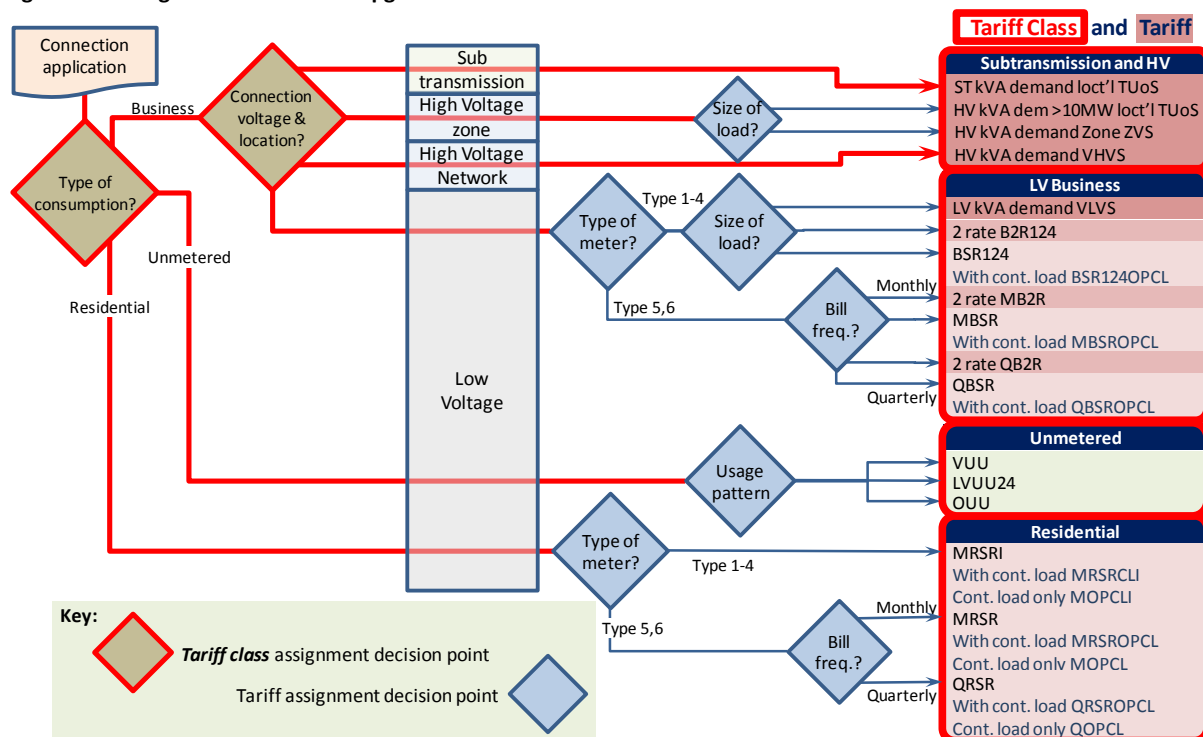 Tariff Class and Tariff
Connection
application
Business
Connection
voltage &
location?
Type of
consumption?
Unmetered
Residential
Sub
transmission
High Voltage
zone
High Voltage
Network
Low
Voltage
Size of
load?
Type of
meter?
Type 1-4
Size of
load?
Type 5,6
Bill
freq.?
Monthly
Quarterly
Usage
pattern
Type of
meter?
Type 1-4
Type 5,6
Bill
freq.?
Monthly
Quarterly
Subtransmission and HV
ST kVA demand loct'l TUoS
HV kVA dem >10MW loct'l TUoS
HV kVA demand Zone ZVS
HV kVA demand VHVS
LV Business
LV kVA demand VLVS
2 rate B2R124
BSR124
With cont. load BSR124OPCL
2 rate MB2R
MBSR
With cont. load MBSROPCL
2 rate QB2R
QBSR
With cont. load QBSROPCL
Unmetered
VUU
LVUU24
OUU
Residential
MRSRI
With cont. load MRSRCLI
Cont. load only MOPCLI
MRSR
With cont. load MRSROPCL
Cont. load only MOPCL
QRSR
With cont. load QRSROPCL
Cont. load only QOPCL
Key:
Tariff class assignment decision point
Tariff assignment decision point